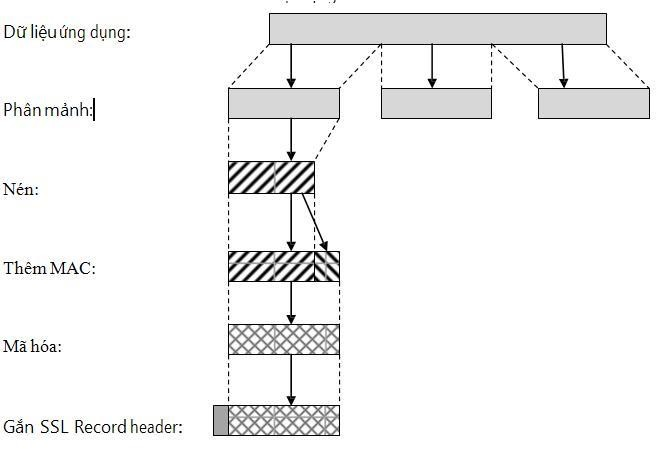 Dữ liệu ứng dụng:
Phân mảnh:
Nén:
Thêm MAC:
Mã hóa:
Gắn SSL Record header: